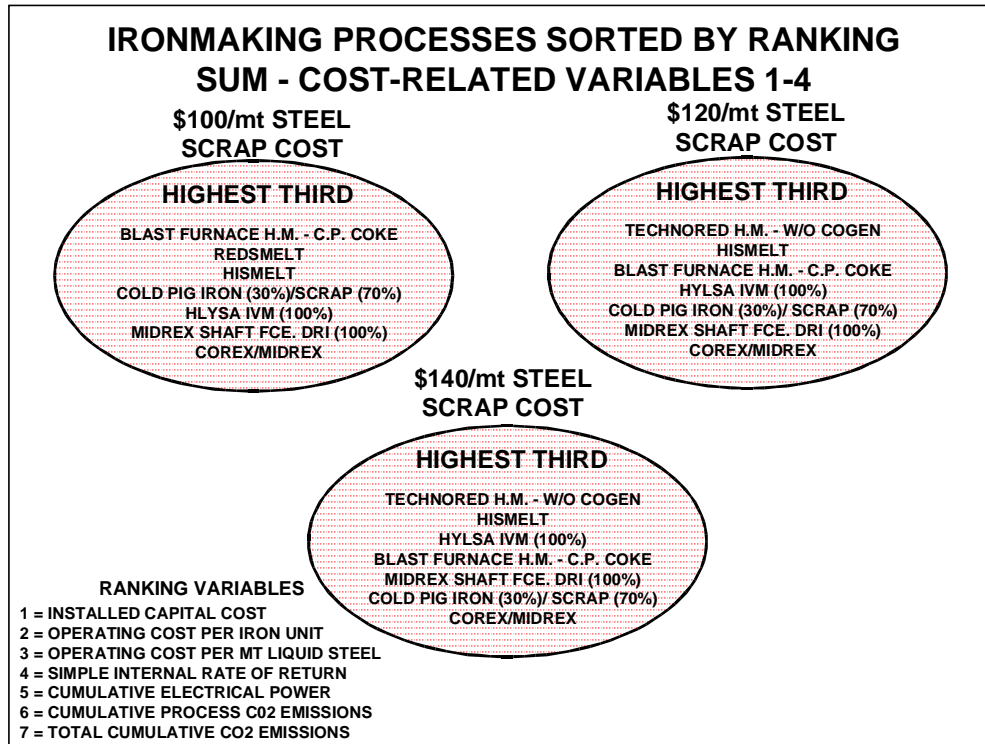 IRONMAKING PROCESSES SORTED BY RANKING
SUM - COST-RELATED VARIABLES 1-4
$100/mt STEEL
SCRAP COST
HIGHEST THIRD
BLAST FURNACE H.M. - C.P. COKE
REDSMELT
HISMELT
COLD PIG IRON (30%)/SCRAP (70%)
HLYSA IVM (100%)
MIDREX SHAFT FCE. DRI (100%)
COREX/MIDREX
$120/mt STEEL
SCRAP COST
HIGHEST THIRD
TECHNORED H.M. - W/O COGEN
HISMELT
BLAST FURNACE H.M. - C.P. COKE
HYLSA IVM (100%)
COLD PIG IRON (30%)/ SCRAP (70%)
MIDREX SHAFT FCE. DRI (100%)
COREX/MIDREX
$140/mt STEEL
SCRAP COST
HIGHEST THIRD
TECHNORED H.M. - W/O COGEN
HISMELT
HYLSA IVM (100%)
BLAST FURNACE H.M. - C.P. COKE
MIDREX SHAFT FCE. DRI (100%)
COLD PIG IRON (30%)/ SCRAP (70%)
COREX/MIDREX
RANKING VARIABLES
1 = INSTALLED CAPITAL COST
2 = OPERATING COST PER IRON UNIT
3 = OPERATING COST PER MT LIQUID STEEL
4 = SIMPLE INTERNAL RATE OF RETURN
5 = CUMULATIVE ELECTRICAL POWER
6 = CUMULATIVE PROCESS C02 EMISSIONS
7 = TOTAL CUMULATIVE CO2 EMISSIONS